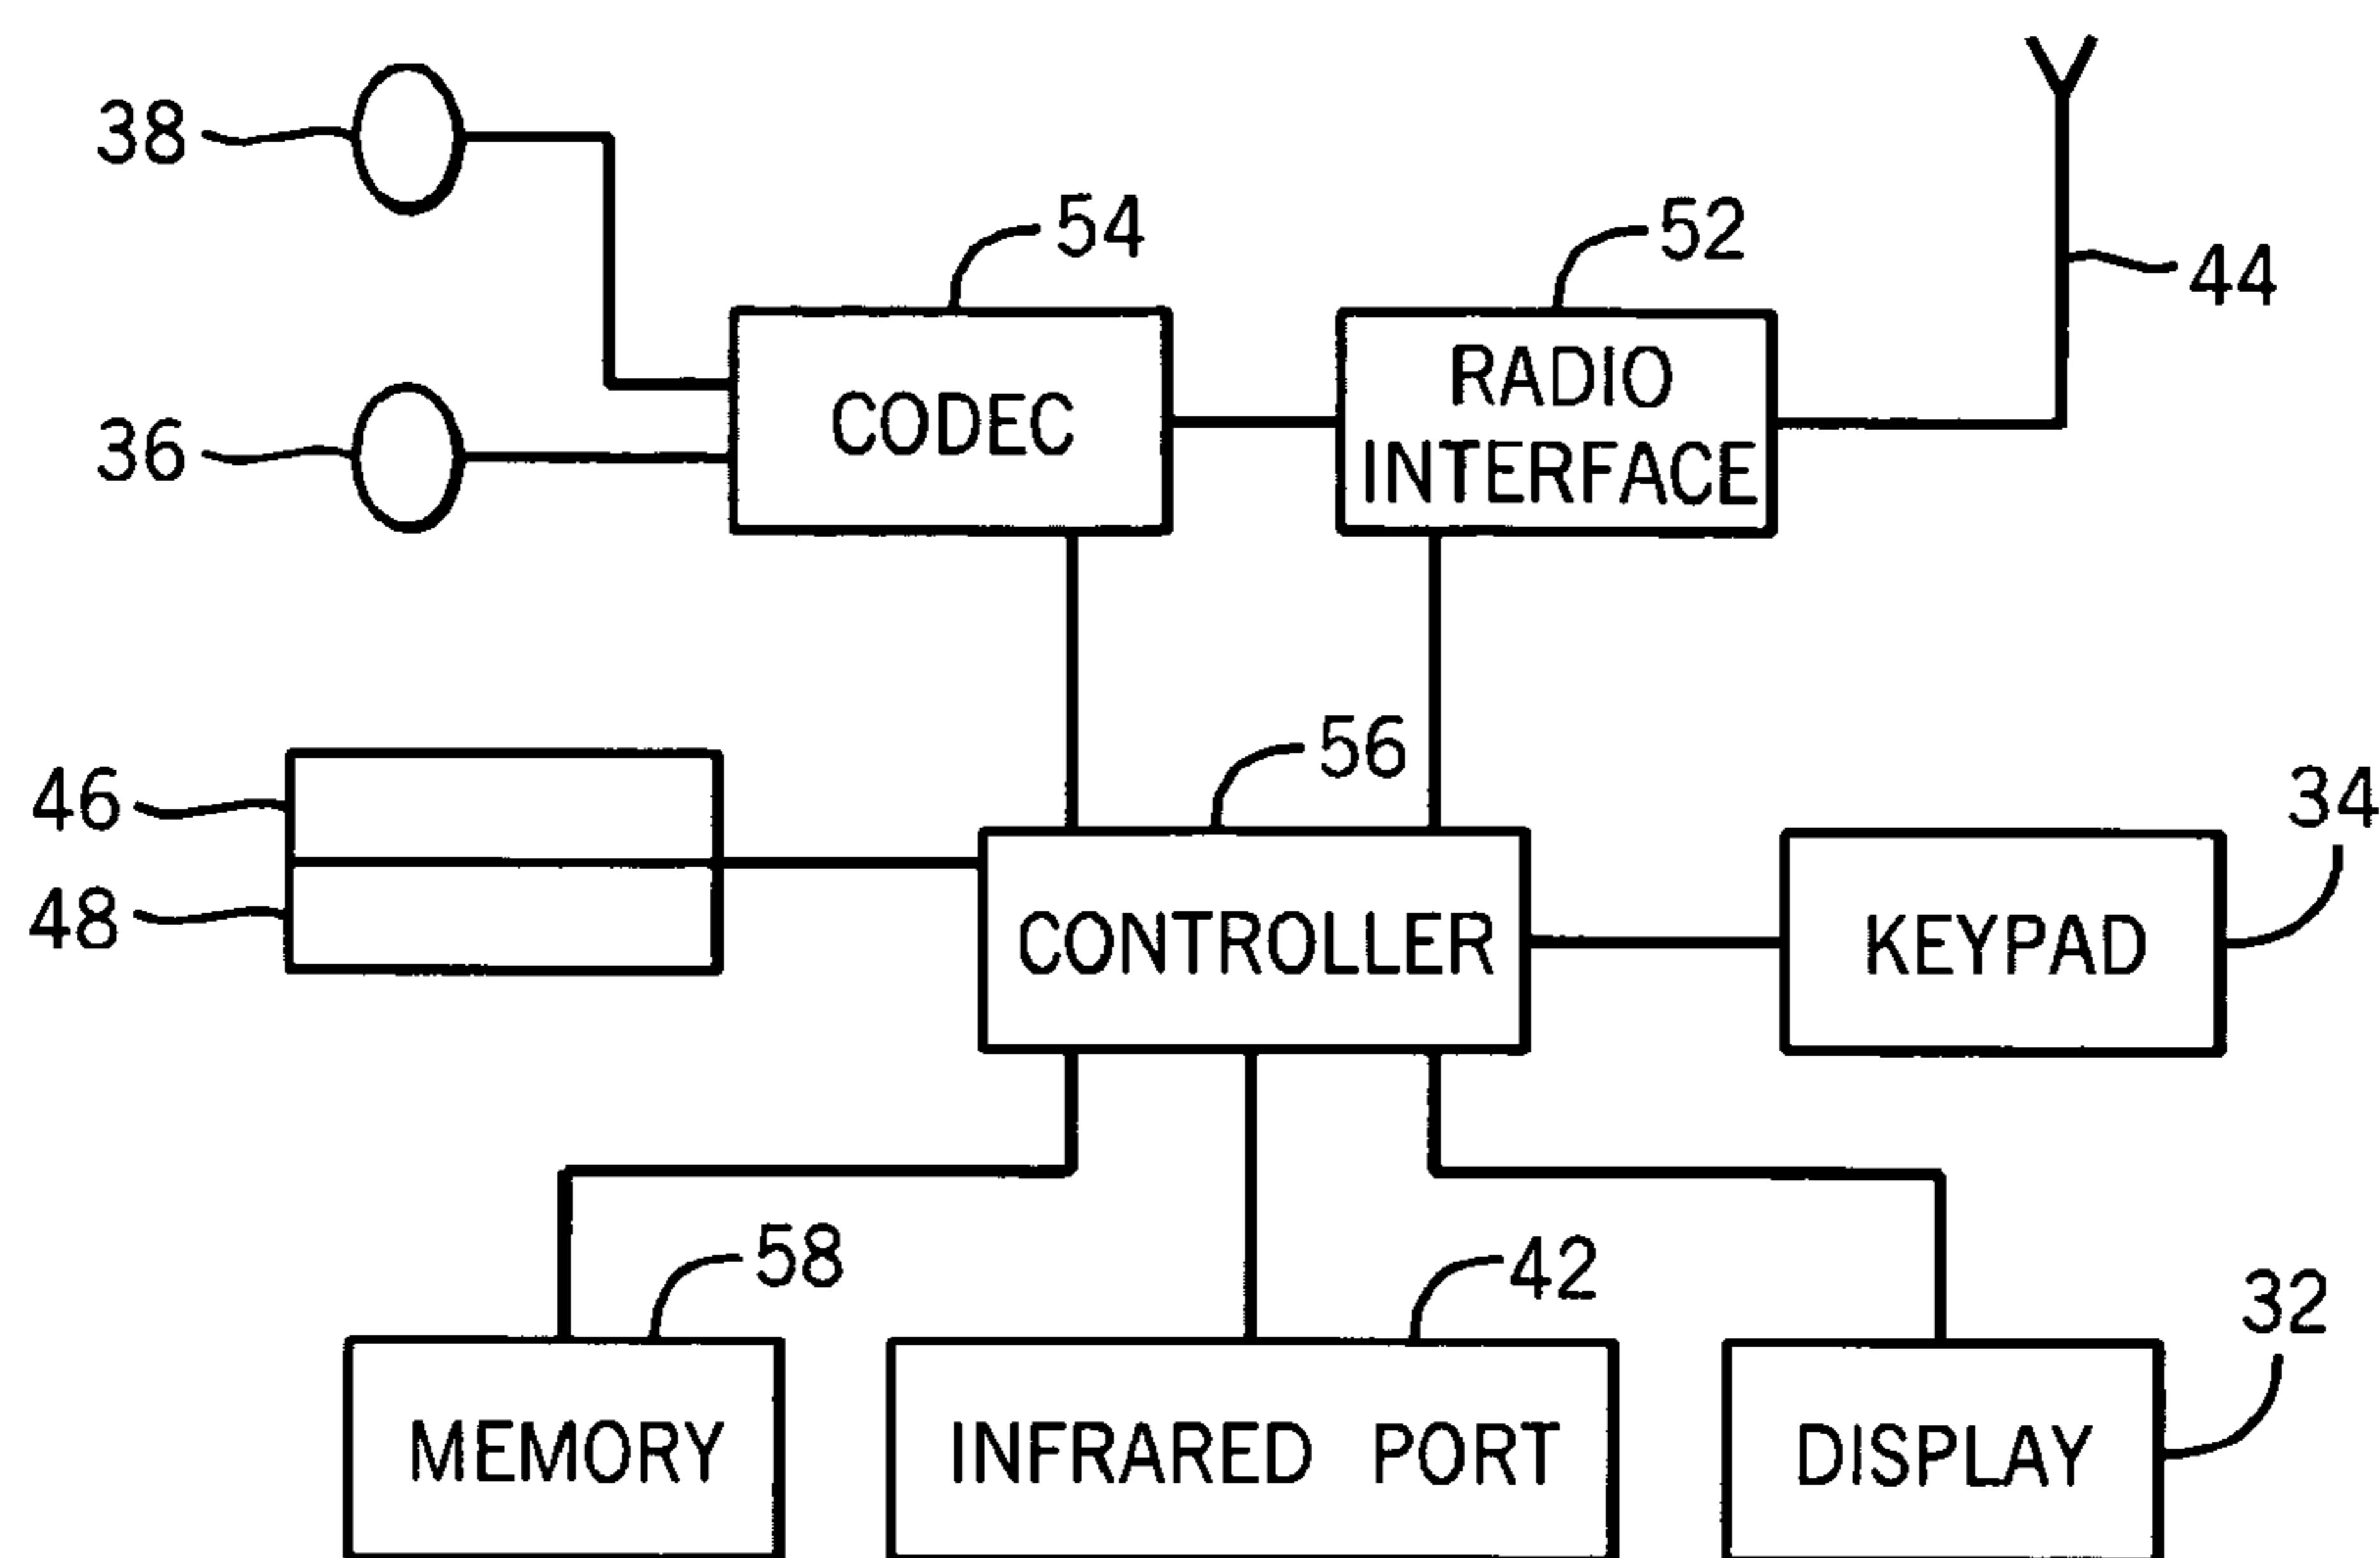 38
54
52
44
CODEC
RADIO
INTERFACE
36
56
46
34
48
CONTROLLER
KEYPAD
58
42
32
MEMORY
INFRARED PORT
DISPLAY